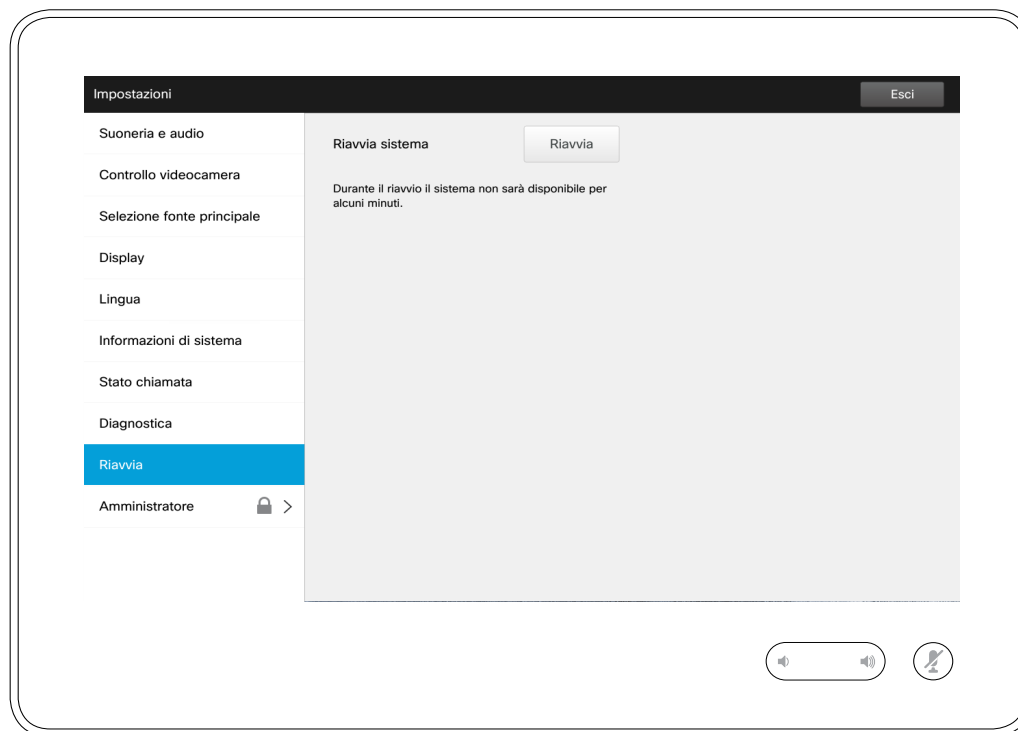 Impostazioni
Esci
Suoneria e audio
Controllo videocamera
Selezione fonte principale
Display
Lingua
Informazioni di sistema
Stato chiamata
Diagnostica
Riavvia
Amministratore
Riavvia sistema
Riavvia
Durante il riavvio il sistema non sarà disponibile per
alcuni minuti.